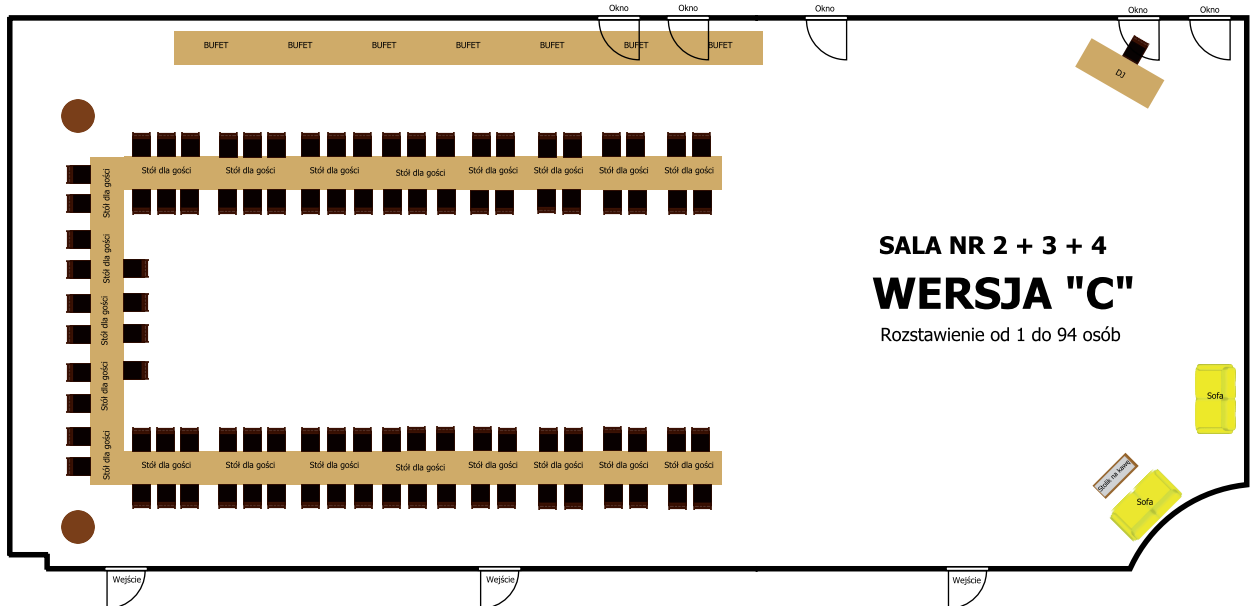 Okno
Okno
Okno
Okno
Okno
BUFET
BUFET
BUFET
BUFET
BUFET
BUFET
BUFET
DJ
Stół dla gości
Stół dla gości
Stół dla gości
Stół dla gości
Stół dla gości
Stół dla gości
Stół dla gości
Stół dla gości
Stół dla gości
Stół dla gości
Stół dla gości
Stół dla gości
Stół dla gości
SALA NR 2 + 3 + 4
WERSJA "C"
Rozstawienie od 1 do 94 osób
Sofa
Stół dla gości
Stół dla gości
Stół dla gości
Stół dla gości
Stół dla gości
Stół dla gości
Stół dla gości
Stół dla gości
Stolik na kawę
Sofa
Wejście
Wejście
Wejście